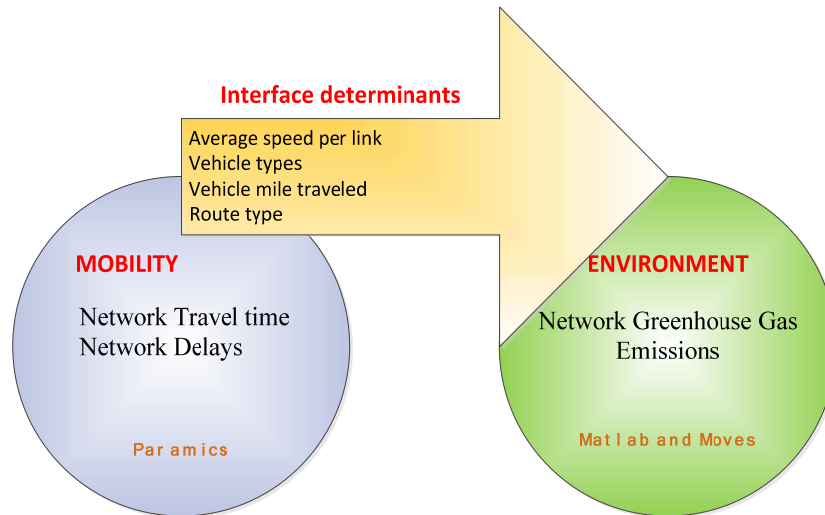 Interface determinants
Average speed per link
Vehicle types
Vehicle mile traveled
Route type
MOBILITY
Network Travel time
Network Delays
Paramics
ENVIRONMENT
Network Greenhouse Gas
Emissions
Matlab and Moves